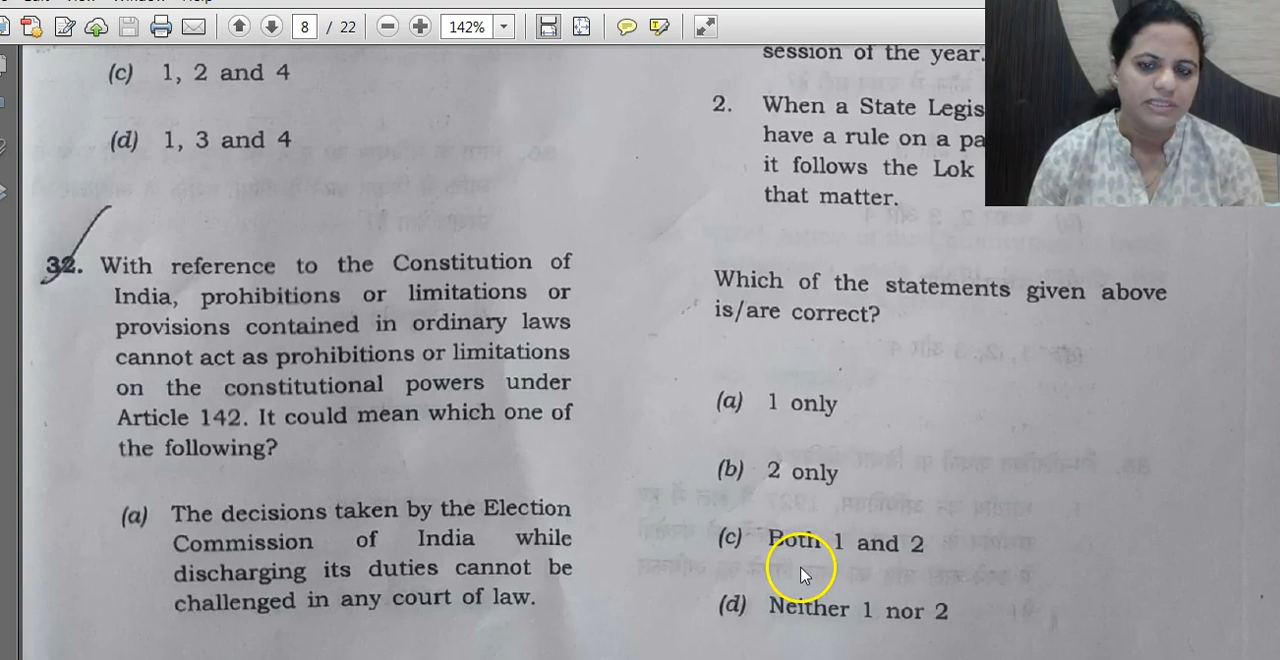 8 / 22
142%
(c) 1, 2 and 4
(d) 1, 3 and 4
32. With reference to the Constitution of
India, prohibitions or limitations or
provisions contained in ordinary laws
cannot act as prohibitions or limitations
on the constitutional powers under
Article 142. It could mean which one of
the following?
(a) The decisions taken by the Election
Commission of India while
discharging its duties cannot be
challenged in any court of law.
session of the year.
2. When a State Legis
have a rule on a pa
it follows the Lok
that matter.
Which of the statements given above
is/are correct?
(a) 1 only
(b) 2 only
(c) Both 1 and 2
(d) Neither 1 nor 2